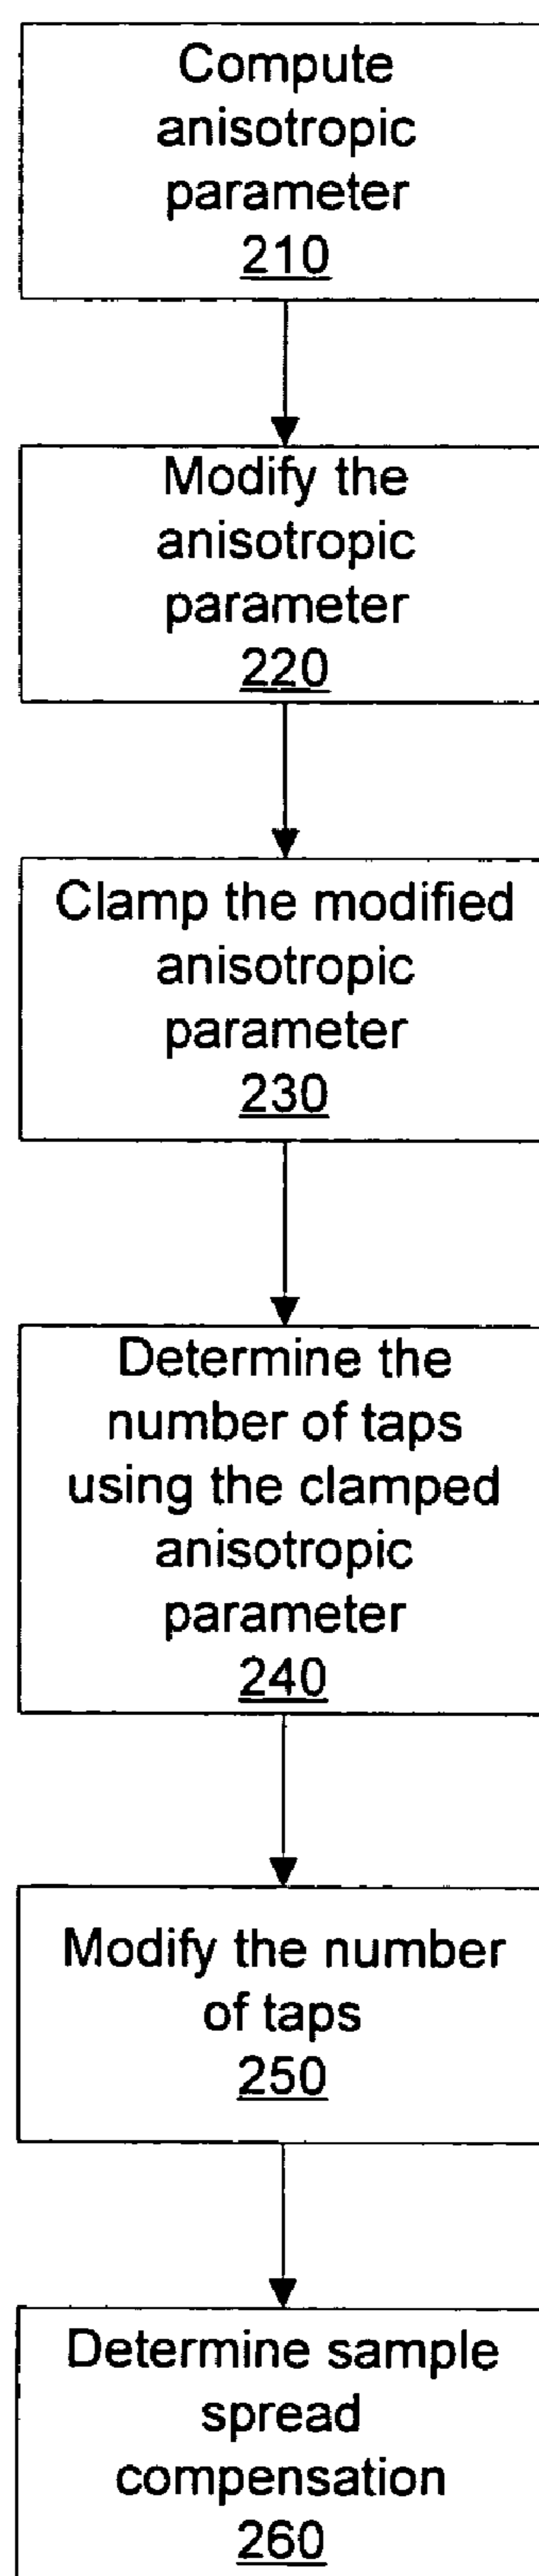 Compute
anisotropic
parameter
210
Modify the
anisotropic
parameter
220
Clamp the modified
anisotropic
parameter
230
Determine the
number of taps
using the clamped
anisotropic
parameter
240
Modify the number
of taps
250
Determine sample
spread
compensation
260